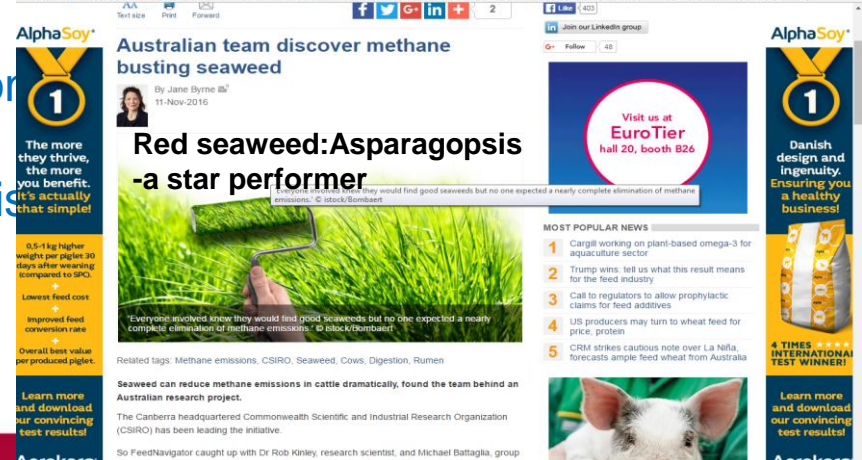 AA
Text size Print Forward
f G+ in + 2
Australian team discover methane
busting seaweed
By Jane Byrne
11-Nov-2016
Red seaweed:Asparagopsis
-a star performer
'Everyone involved knew they would find good seaweeds but no one expected a nearly complete elimination of methane
emissions.' © istock/Bombaert
'Everyone involved knew they would find good seaweeds but no one expected a nearly
complete elimination of methane emissions.' © istock/Bombaert
Related tags: Methane emissions, CSIRO, Seaweed, Cows, Digestion, Rumen
Seaweed can reduce methane emissions in cattle dramatically, found the team behind an
Australian research project.
The Canberra headquartered Commonwealth Scientific and Industrial Research Organization
(CSIRO) has been leading the initiative.
So FeedNavigator caught up with Dr Rob Kinley, research scientist, and Michael Battaglia, group
AlphaSoy
1
The more
they thrive,
the more
you benefit.
It's actually
that simple!
0,5-1 kg higher
weight per piglet 30
days after weaning
(compared to SPC).
+
Lowest feed cost
+
Improved feed
conversion rate
+
Overall best value
per produced piglet.
Learn more
and download
our convincing
test results!
f Like 403
in Join our LinkedIn group
G+ Follow 48
Visit us at
EuroTier
hall 20, booth B26
MOST POPULAR NEWS
1 Cargill working on plant-based omega-3 for
aquaculture sector
2 Trump wins: tell us what this result means
for the feed industry
3 Call to regulators to allow prophylactic
claims for feed additives
4 US producers may turn to wheat feed for
price, protein
5 CRM strikes cautious note over La Niña,
forecasts ample feed wheat from Australia
AlphaSoy
1
Danish
design and
ingenuity.
Ensuring you
a healthy
business!
4 TIMES
INTERNATIONAL
TEST WINNER!
Learn more
and download
our convincing
test results!